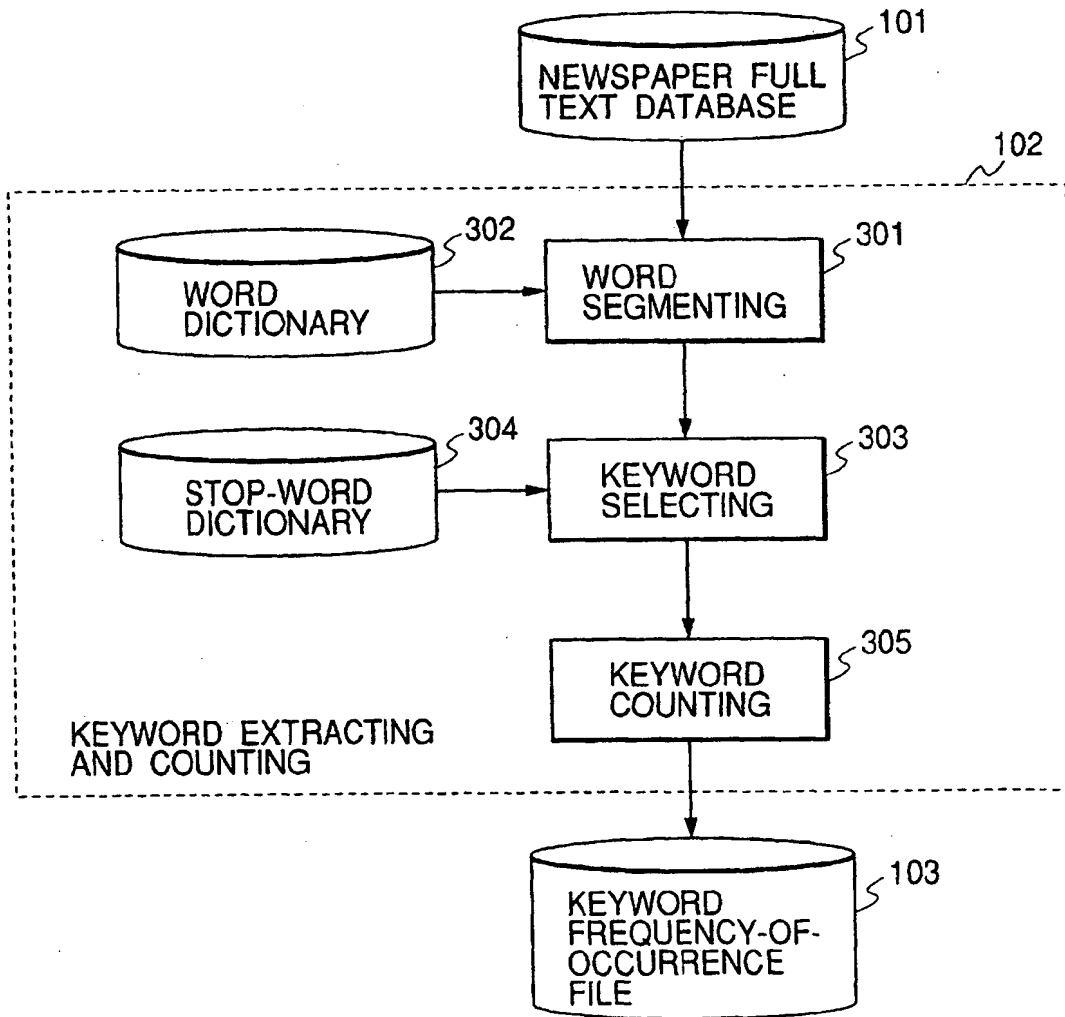 101
NEWSPAPER FULL
TEXT DATABASE
102
302
WORD
DICTIONARY
301
WORD
SEGMENTING
304
STOP-WORD
DICTIONARY
303
KEYWORD
SELECTING
305
KEYWORD
COUNTING
KEYWORD EXTRACTING
AND COUNTING
103
KEYWORD
FREQUENCY-OF-
OCCURRENCE
FILE